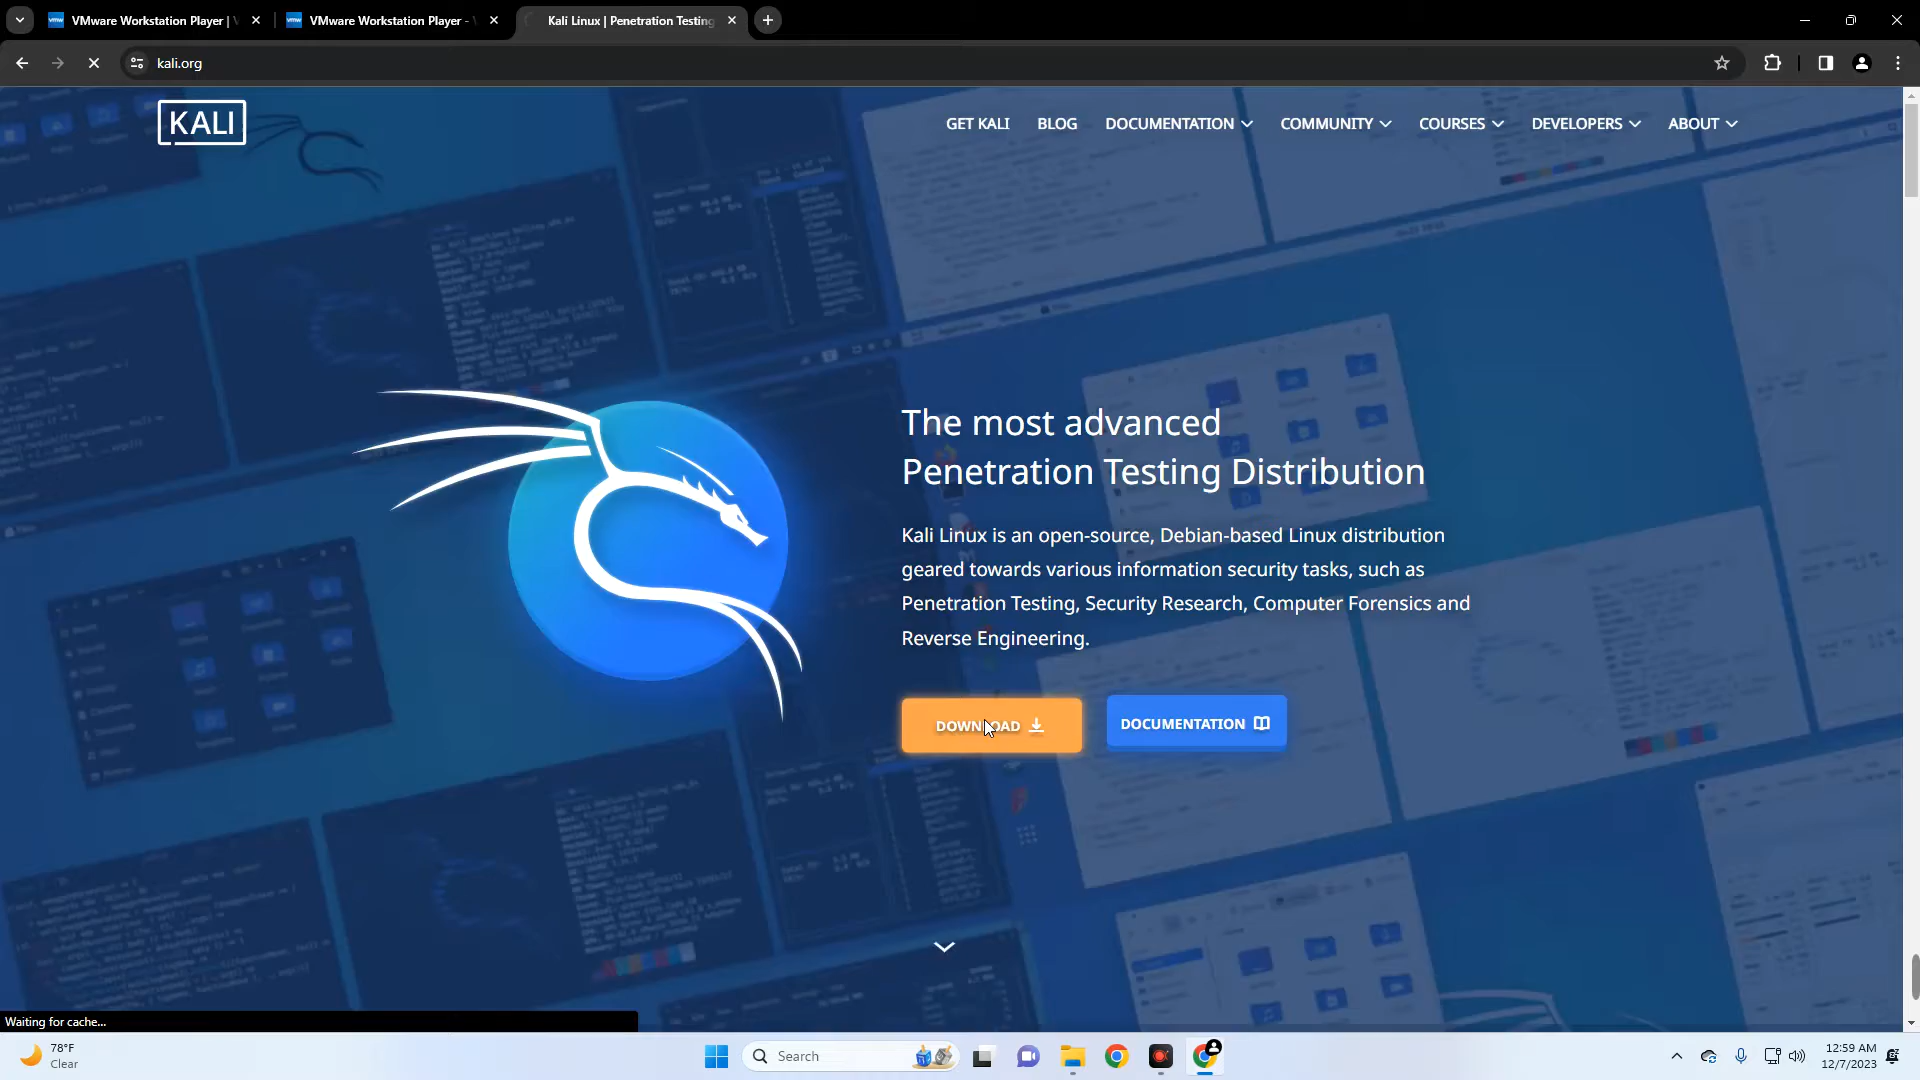 VMware Workstation Player |
VMware Workstation Player -
Kali Linux | Penetration Testing
kali.org
KALI
GET KALI
BLOG
DOCUMENTATION
COMMUNITY
COURSES
DEVELOPERS
ABOUT
The most advanced
Penetration Testing Distribution
Kali Linux is an open-source, Debian-based Linux distribution
geared towards various information security tasks, such as
Penetration Testing, Security Research, Computer Forensics and
Reverse Engineering.
DOWNLOAD
DOCUMENTATION
Waiting for cache...
78°F
Clear
Search
12:59 AM
12/7/2023